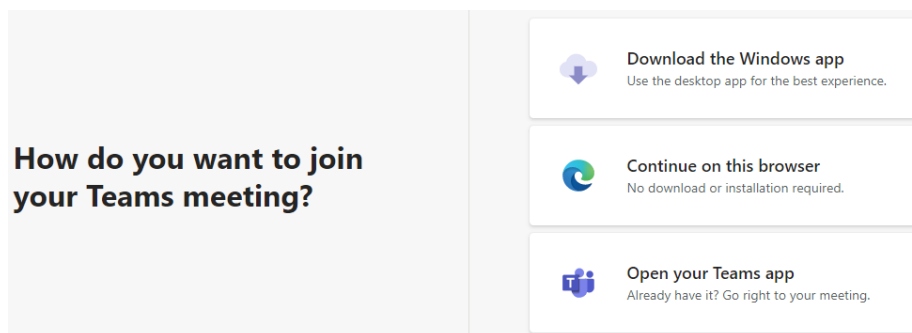 How do you want to join
your Teams meeting?
Download the Windows app
Use the desktop app for the best experience.
Continue on this browser
No download or installation required.
T
Open your Teams app
Already have it? Go right to your meeting.